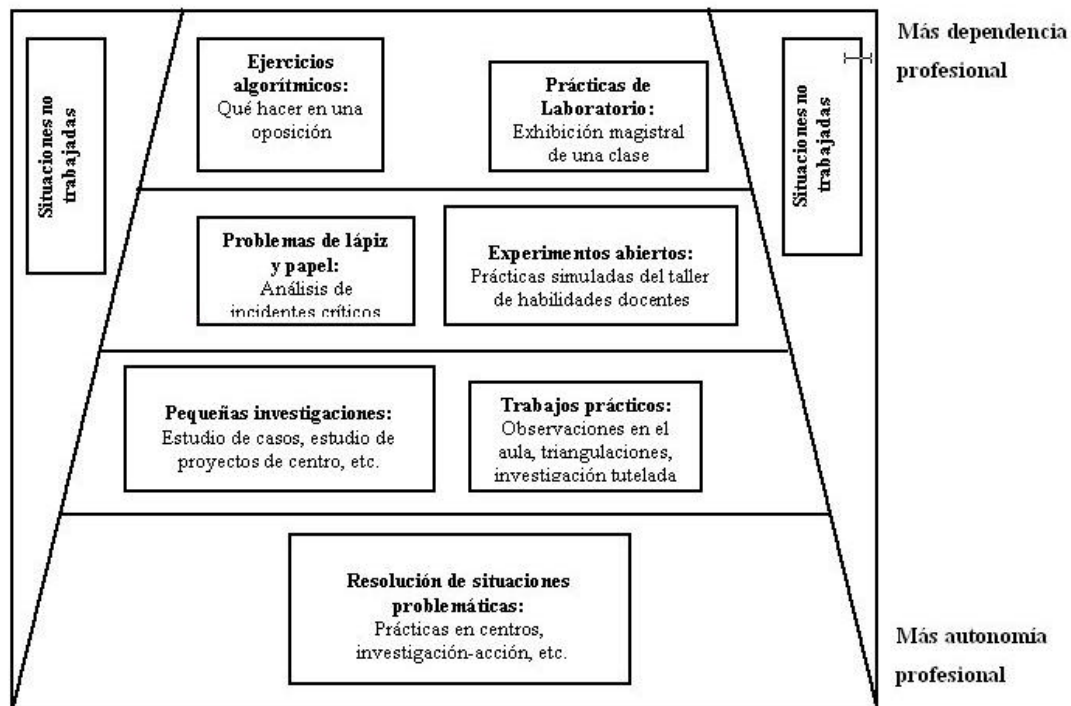 Situaciones no
trabajadas
Ejercicios
algorítmicos:
Qué hacer en una
oposición
Prácticas de
Laboratorio:
Exhibición magistral
de una clase
Situaciones no
trabajadas
Más dependencia
profesional
Problemas de lápiz
y papel:
Análisis de
incidentes críticos
Experimentos abiertos:
Prácticas simuladas del taller
de habilidades docentes
Pequeñas investigaciones:
Estudio de casos, estudio de
proyectos de centro, etc.
Trabajos prácticos:
Observaciones en el
aula, triangulaciones,
investigación tutelada
Resolución de situaciones
problemáticas:
Prácticas en centros,
investigación-acción, etc.
Más autonomía
profesional